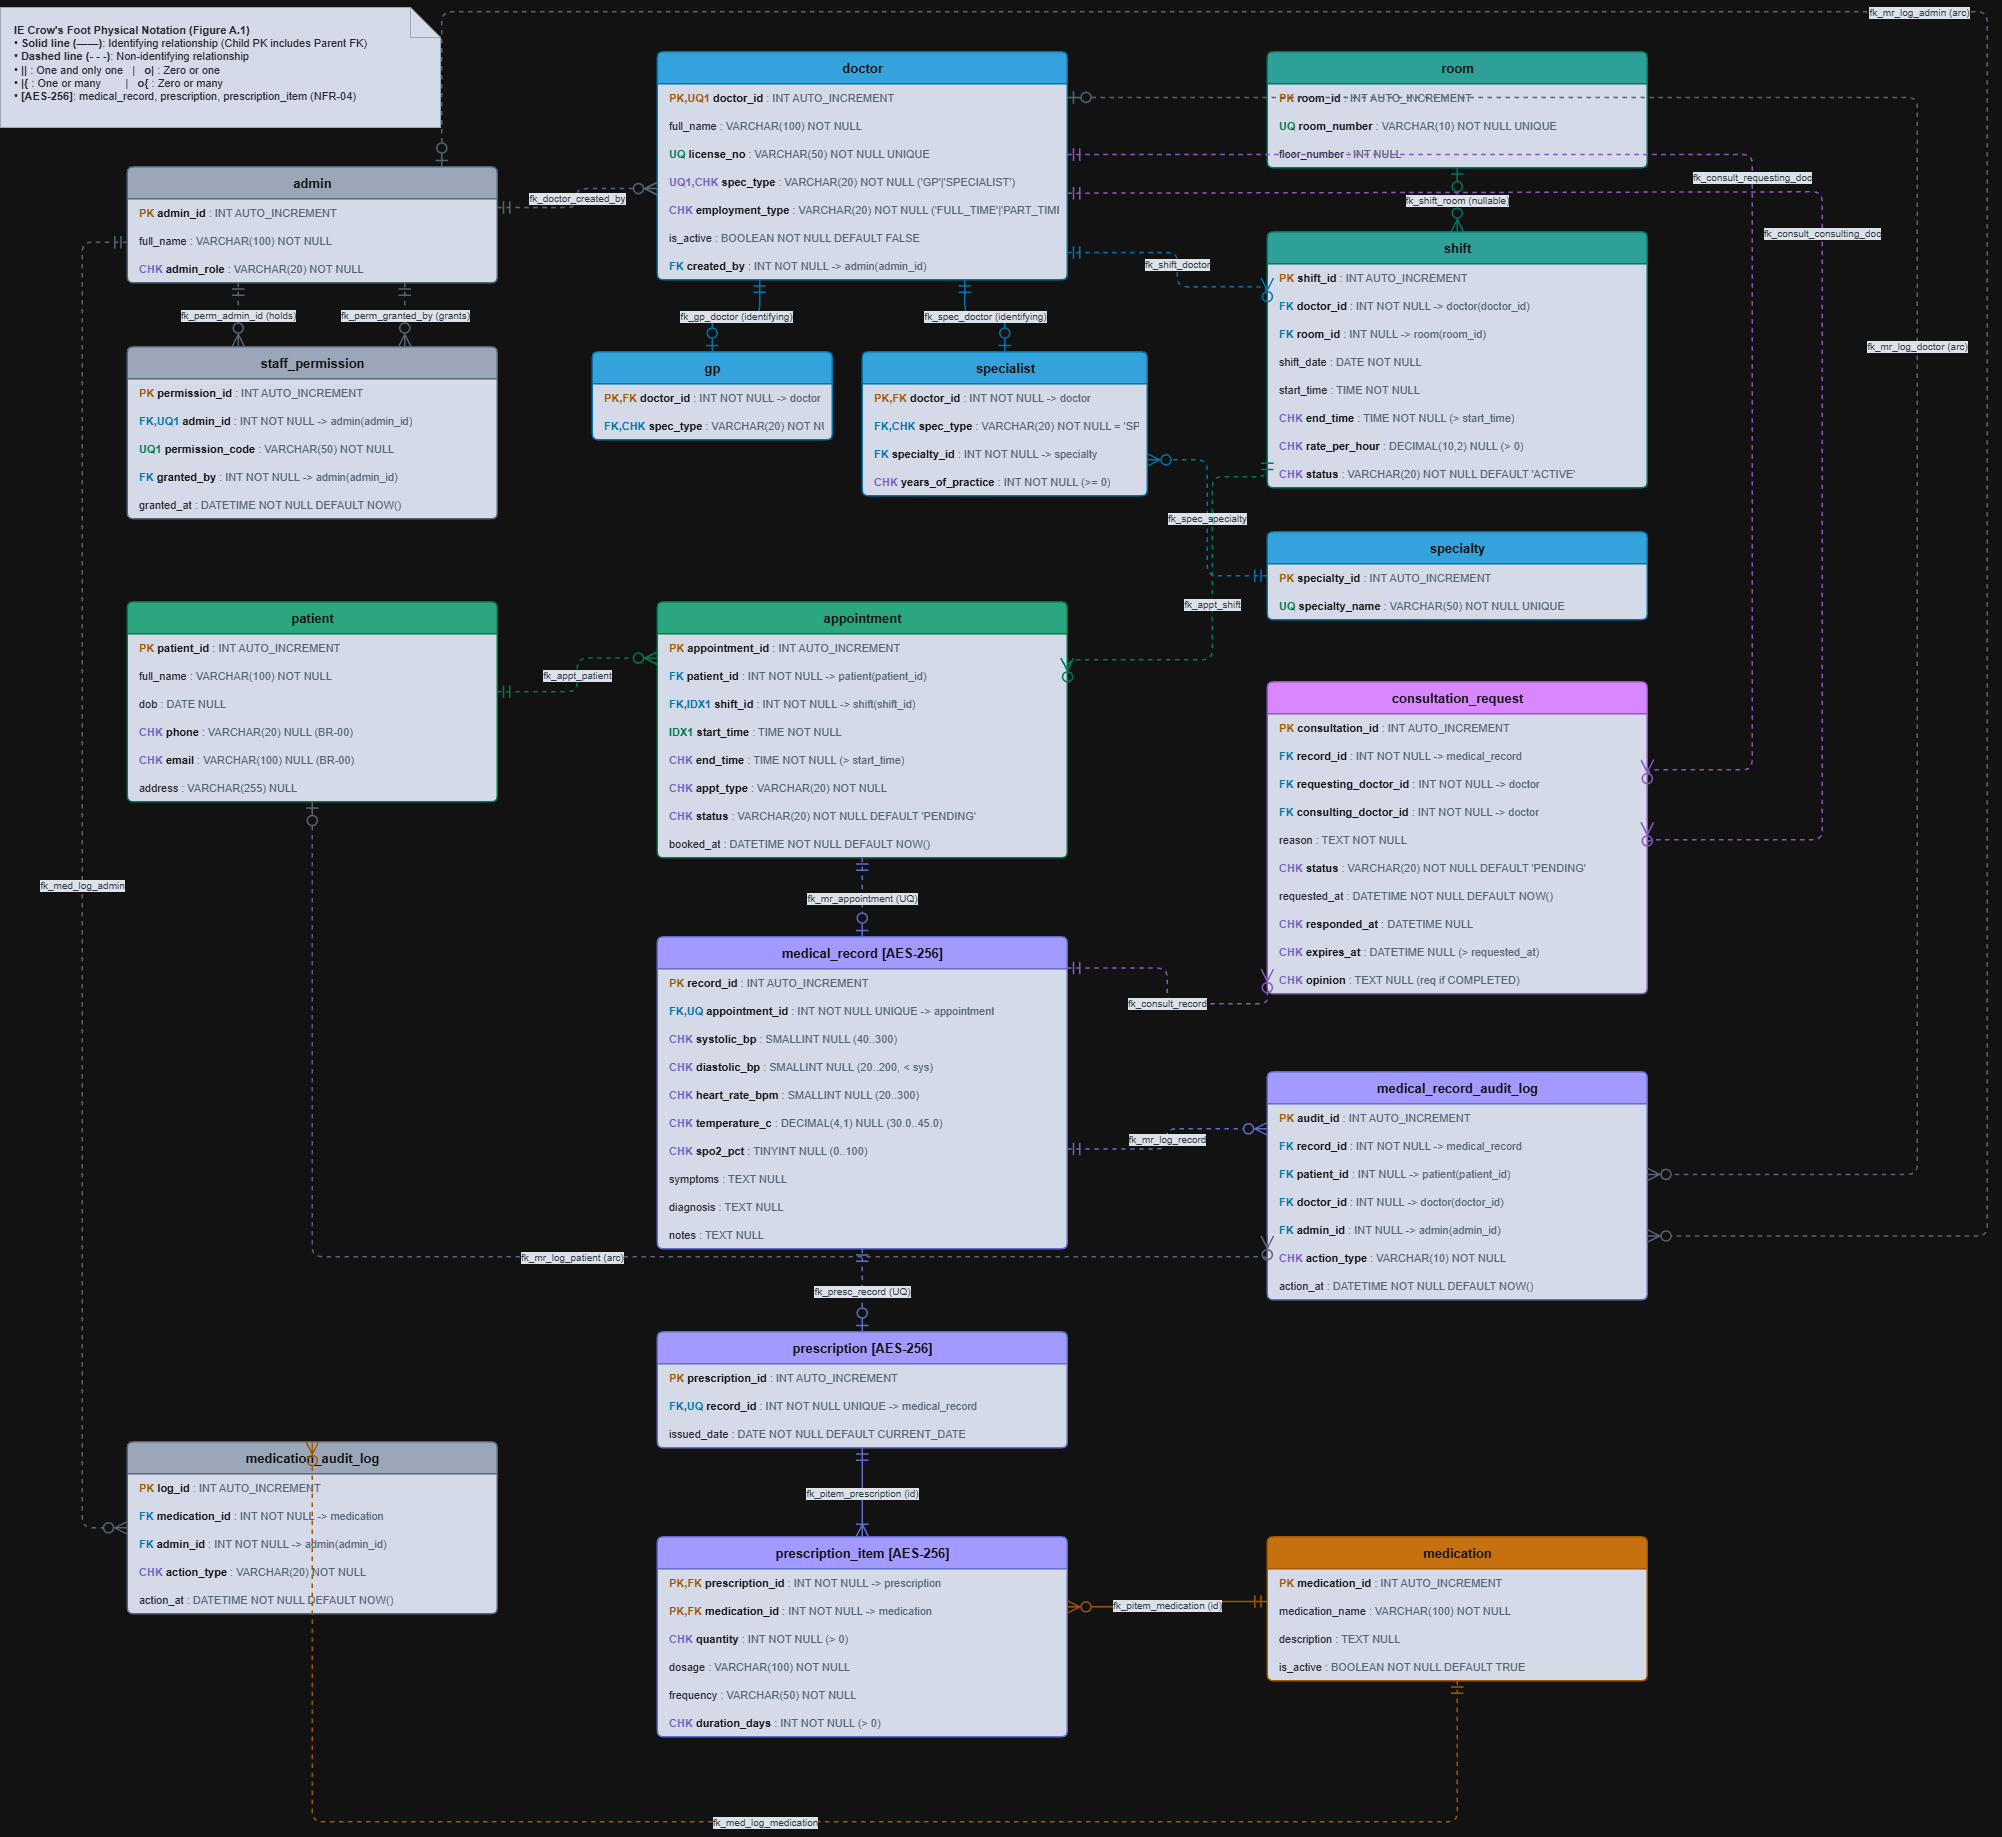 IE Crow's Foot Physical Notation (Figure A.1)
• Solid line (——): Identifying relationship (Child PK includes Parent FK)
• Dashed line (- - -): Non-identifying relationship
• || : One and only one | o| : Zero or one
• |{ : One or many | o{ : Zero or many
• [AES-256]: medical_record, prescription, prescription_item (NFR-04)
fk_mr_log_admin (arc)
doctor
PK,UQ1 doctor_id : INT AUTO_INCREMENT
full_name : VARCHAR(100) NOT NULL
UQ license_no : VARCHAR(50) NOT NULL UNIQUE
UQ1,CHK spec_type : VARCHAR(20) NOT NULL ('GP'|'SPECIALIST')
CHK employment_type : VARCHAR(20) NOT NULL ('FULL_TIME'|'PART_TIME
is_active : BOOLEAN NOT NULL DEFAULT FALSE
FK created_by : INT NOT NULL -> admin(admin_id)
room
PK room_id : INT AUTO_INCREMENT
UQ room_number : VARCHAR(10) NOT NULL UNIQUE
floor_number : INT NULL
fk_consult_requesting_doc
fk_shift_room (nullable)
fk_consult_consulting_doc
admin
PK admin_id : INT AUTO_INCREMENT
full_name : VARCHAR(100) NOT NULL
CHK admin_role : VARCHAR(20) NOT NULL
fk_doctor_created_by
fk_shift_doctor
shift
PK shift_id : INT AUTO_INCREMENT
FK doctor_id : INT NOT NULL -> doctor(doctor_id)
FK room_id : INT NULL -> room(room_id)
shift_date : DATE NOT NULL
start_time : TIME NOT NULL
CHK end_time : TIME NOT NULL (> start_time)
CHK rate_per_hour : DECIMAL(10,2) NULL (> 0)
CHK status : VARCHAR(20) NOT NULL DEFAULT 'ACTIVE'
fk_perm_admin_id (holds)
fk_perm_granted_by (grants)
fk_gp_doctor (identifying)
fk_spec_doctor (identifying)
fk_mr_log_doctor (arc)
staff_permission
PK permission_id : INT AUTO_INCREMENT
FK,UQ1 admin_id : INT NOT NULL -> admin(admin_id)
UQ1 permission_code : VARCHAR(50) NOT NULL
FK granted_by : INT NOT NULL -> admin(admin_id)
granted_at : DATETIME NOT NULL DEFAULT NOW()
gp
PK,FK doctor_id : INT NOT NULL -> doctor
FK,CHK spec_type : VARCHAR(20) NOT NU
specialist
PK,FK doctor_id : INT NOT NULL -> doctor
FK,CHK spec_type : VARCHAR(20) NOT NULL = 'SP
FK specialty_id : INT NOT NULL -> specialty
CHK years_of_practice : INT NOT NULL (>= 0)
fk_spec_specialty
specialty
PK specialty_id : INT AUTO_INCREMENT
UQ specialty_name : VARCHAR(50) NOT NULL UNIQUE
fk_appt_shift
patient
PK patient_id : INT AUTO_INCREMENT
full_name : VARCHAR(100) NOT NULL
dob : DATE NULL
CHK phone : VARCHAR(20) NULL (BR-00)
CHK email : VARCHAR(100) NULL (BR-00)
address : VARCHAR(255) NULL
fk_appt_patient
appointment
PK appointment_id : INT AUTO_INCREMENT
FK patient_id : INT NOT NULL -> patient(patient_id)
FK,IDX1 shift_id : INT NOT NULL -> shift(shift_id)
IDX1 start_time : TIME NOT NULL
CHK end_time : TIME NOT NULL (> start_time)
CHK appt_type : VARCHAR(20) NOT NULL
CHK status : VARCHAR(20) NOT NULL DEFAULT 'PENDING'
booked_at : DATETIME NOT NULL DEFAULT NOW()
consultation_request
PK consultation_id : INT AUTO_INCREMENT
FK record_id : INT NOT NULL -> medical_record
FK requesting_doctor_id : INT NOT NULL -> doctor
FK consulting_doctor_id : INT NOT NULL -> doctor
reason : TEXT NOT NULL
CHK status : VARCHAR(20) NOT NULL DEFAULT 'PENDING'
requested_at : DATETIME NOT NULL DEFAULT NOW()
CHK responded_at : DATETIME NULL
CHK expires_at : DATETIME NULL (> requested_at)
CHK opinion : TEXT NULL (req if COMPLETED)
fk_med_log_admin
fk_mr_appointment (UQ)
medical_record [AES-256]
PK record_id : INT AUTO_INCREMENT
FK,UQ appointment_id : INT NOT NULL UNIQUE -> appointment
CHK systolic_bp : SMALLINT NULL (40..300)
CHK diastolic_bp : SMALLINT NULL (20..200, < sys)
CHK heart_rate_bpm : SMALLINT NULL (20..300)
CHK temperature_c : DECIMAL(4,1) NULL (30.0..45.0)
CHK spo2_pct : TINYINT NULL (0..100)
symptoms : TEXT NULL
diagnosis : TEXT NULL
notes : TEXT NULL
fk_consult_record
fk_mr_log_record
medical_record_audit_log
PK audit_id : INT AUTO_INCREMENT
FK record_id : INT NOT NULL -> medical_record
FK patient_id : INT NULL -> patient(patient_id)
FK doctor_id : INT NULL -> doctor(doctor_id)
FK admin_id : INT NULL -> admin(admin_id)
CHK action_type : VARCHAR(10) NOT NULL
action_at : DATETIME NOT NULL DEFAULT NOW()
fk_mr_log_patient (arc)
fk_presc_record (UQ)
prescription [AES-256]
PK prescription_id : INT AUTO_INCREMENT
FK,UQ record_id : INT NOT NULL UNIQUE -> medical_record
issued_date : DATE NOT NULL DEFAULT CURRENT_DATE
medication_audit_log
PK log_id : INT AUTO_INCREMENT
FK medication_id : INT NOT NULL -> medication
FK admin_id : INT NOT NULL -> admin(admin_id)
CHK action_type : VARCHAR(20) NOT NULL
action_at : DATETIME NOT NULL DEFAULT NOW()
fk_pitem_prescription (id)
prescription_item [AES-256]
PK,FK prescription_id : INT NOT NULL -> prescription
PK,FK medication_id : INT NOT NULL -> medication
CHK quantity : INT NOT NULL (> 0)
dosage : VARCHAR(100) NOT NULL
frequency : VARCHAR(50) NOT NULL
CHK duration_days : INT NOT NULL (> 0)
fk_pitem_medication (id)
medication
PK medication_id : INT AUTO_INCREMENT
medication_name : VARCHAR(100) NOT NULL
description : TEXT NULL
is_active : BOOLEAN NOT NULL DEFAULT TRUE
fk_med_log_medication